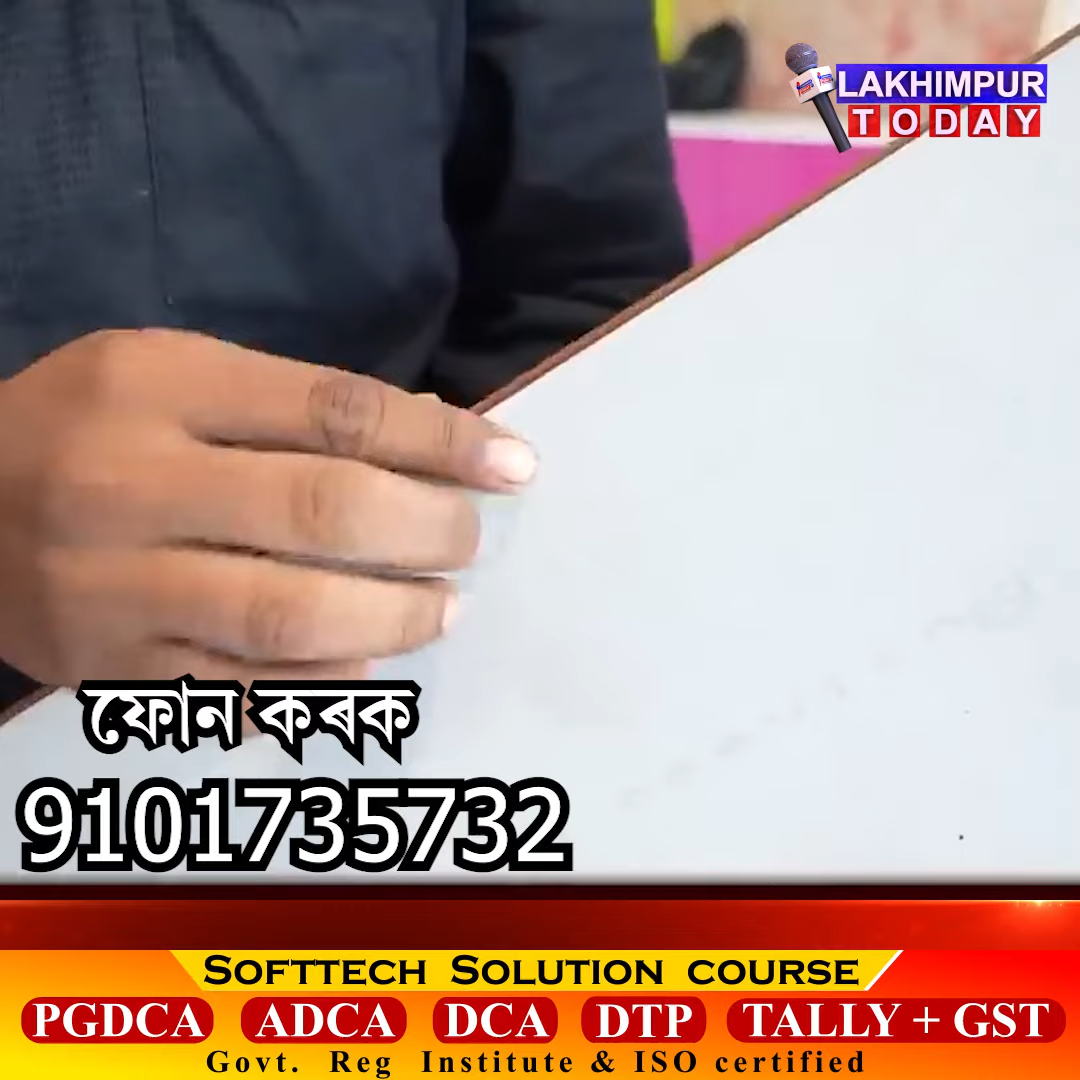 LAKHIMPUR
TODAY
ফোন কৰক
9101735732
SOFTTECH SOLUTION COURSE
PGDCA ADCA DCA DTP TALLY + GST
Govt. Reg Institute & ISO certified